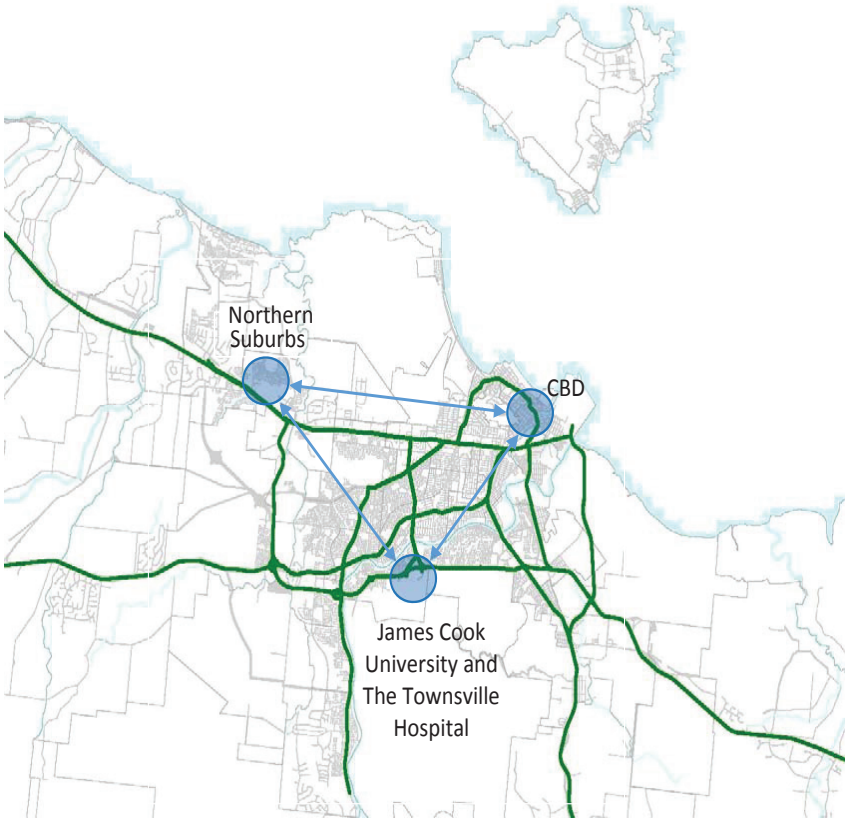 Northern
Suburbs
CBD
James Cook
University and
The Townsville
Hospital